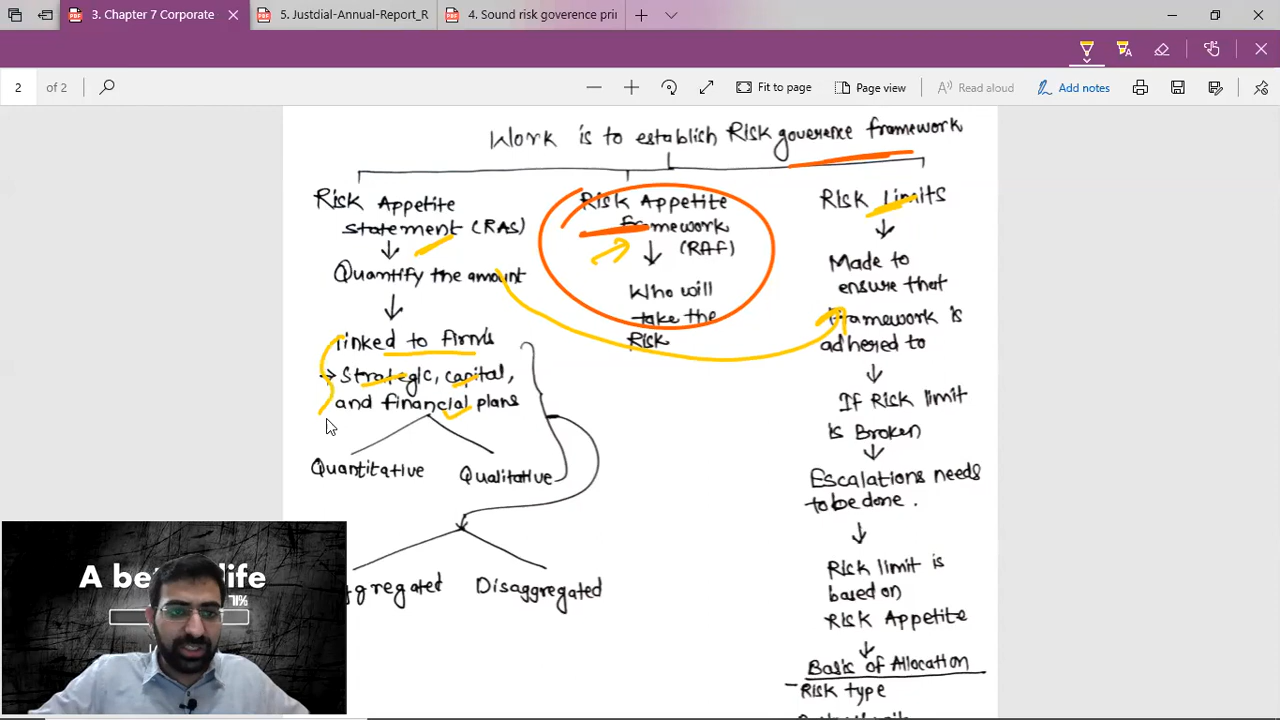 3. Chapter 7 Corporate
5. Justdial-Annual-Report_R
4. Sound risk goverence prii
2 of 2
Fit to page
Page view
Read aloud
Add notes
Work is to establish Risk goverence framework
Risk Appetite
statement (RAS)
Quantify the amount
linked to firm's
→ Strategic, capital,
and financial plans
Quantitative
Qualitative
Aggregated
Disaggregated
Risk Appetite
framework
(RAF)
Who will
take the
Risk
Risk Limits
Made to
ensure that
framework is
adhered to
If Risk limit
is Broken
Escalations needs
to be done.
Risk limit is
based on
Risk Appetite
Basis of Allocation
- Risk type
A be life
71%